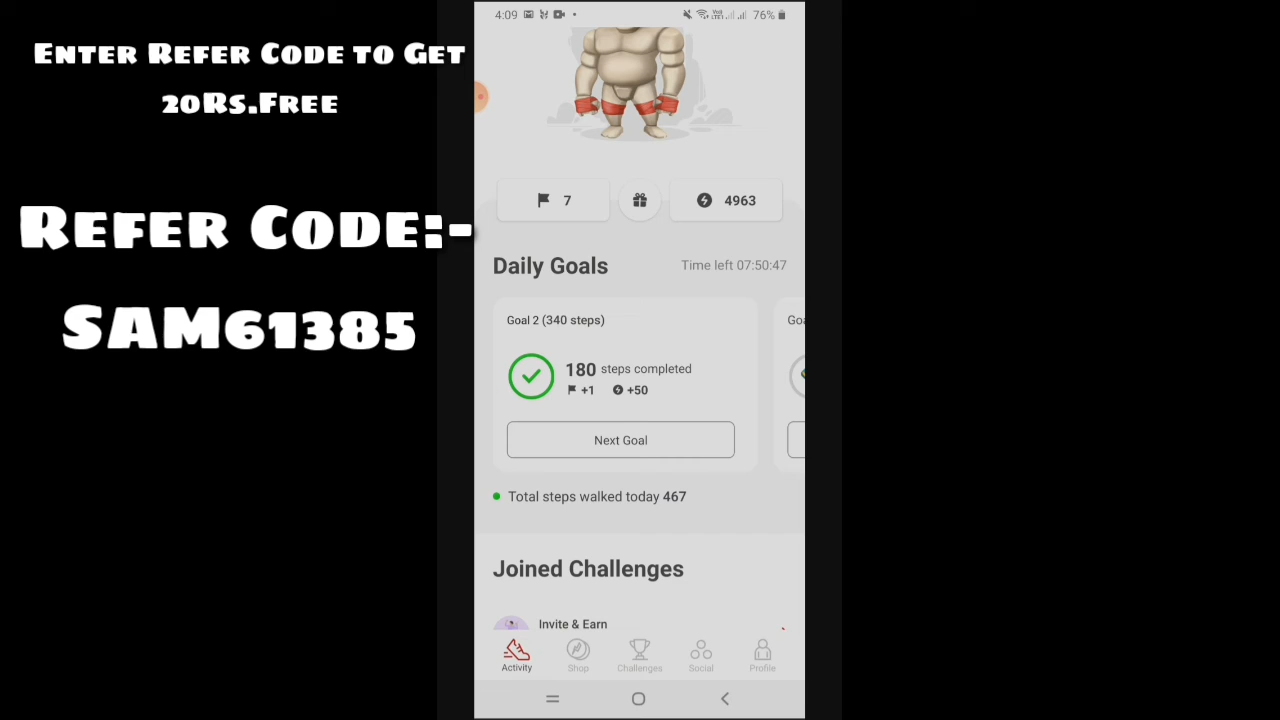 Enter Refer Code to Get
20Rs.Free
Refer Code:-
SAM61385
4:09
76%
7
4963
Daily Goals
Time left 07:50:47
Goal 2 (340 steps)
180 steps completed
+1 +50
Next Goal
Total steps walked today 467
Joined Challenges
Invite & Earn
Activity
Shop
Challenges
Social
Profile